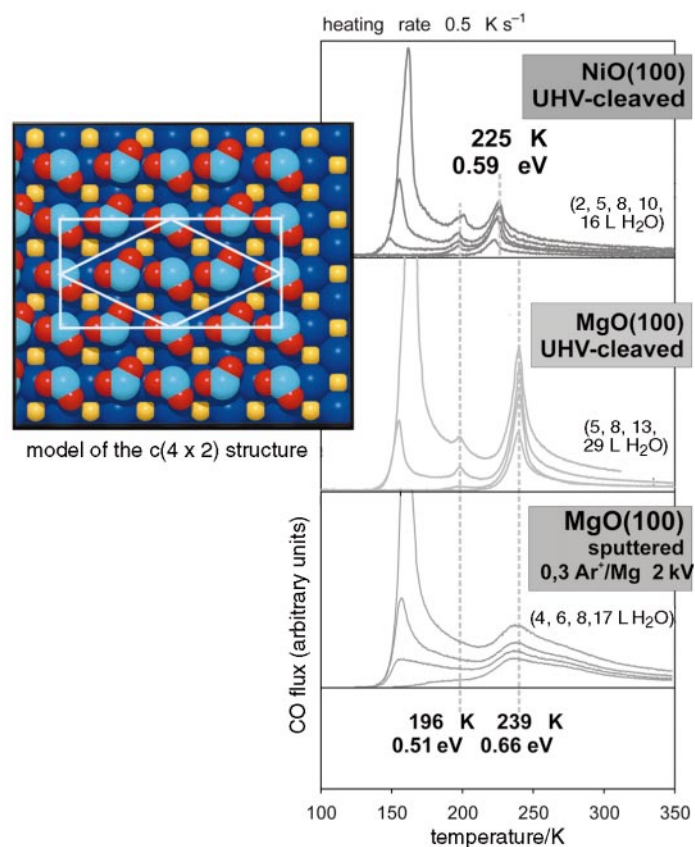 heating rate 0.5 K s⁻¹
NiO(100)
UHV-cleaved
225 K
0.59 eV
(2, 5, 8, 10,
16 L H₂O)
MgO(100)
UHV-cleaved
(5, 8, 13,
29 L H₂O)
model of the c(4 x 2) structure
MgO(100)
sputtered
0,3 Ar⁺/Mg 2 kV
(4, 6, 8,17 L H₂O)
CO flux (arbitrary units)
196 K 239 K
0.51 eV 0.66 eV
100 150 200 250 300 350
temperature/K